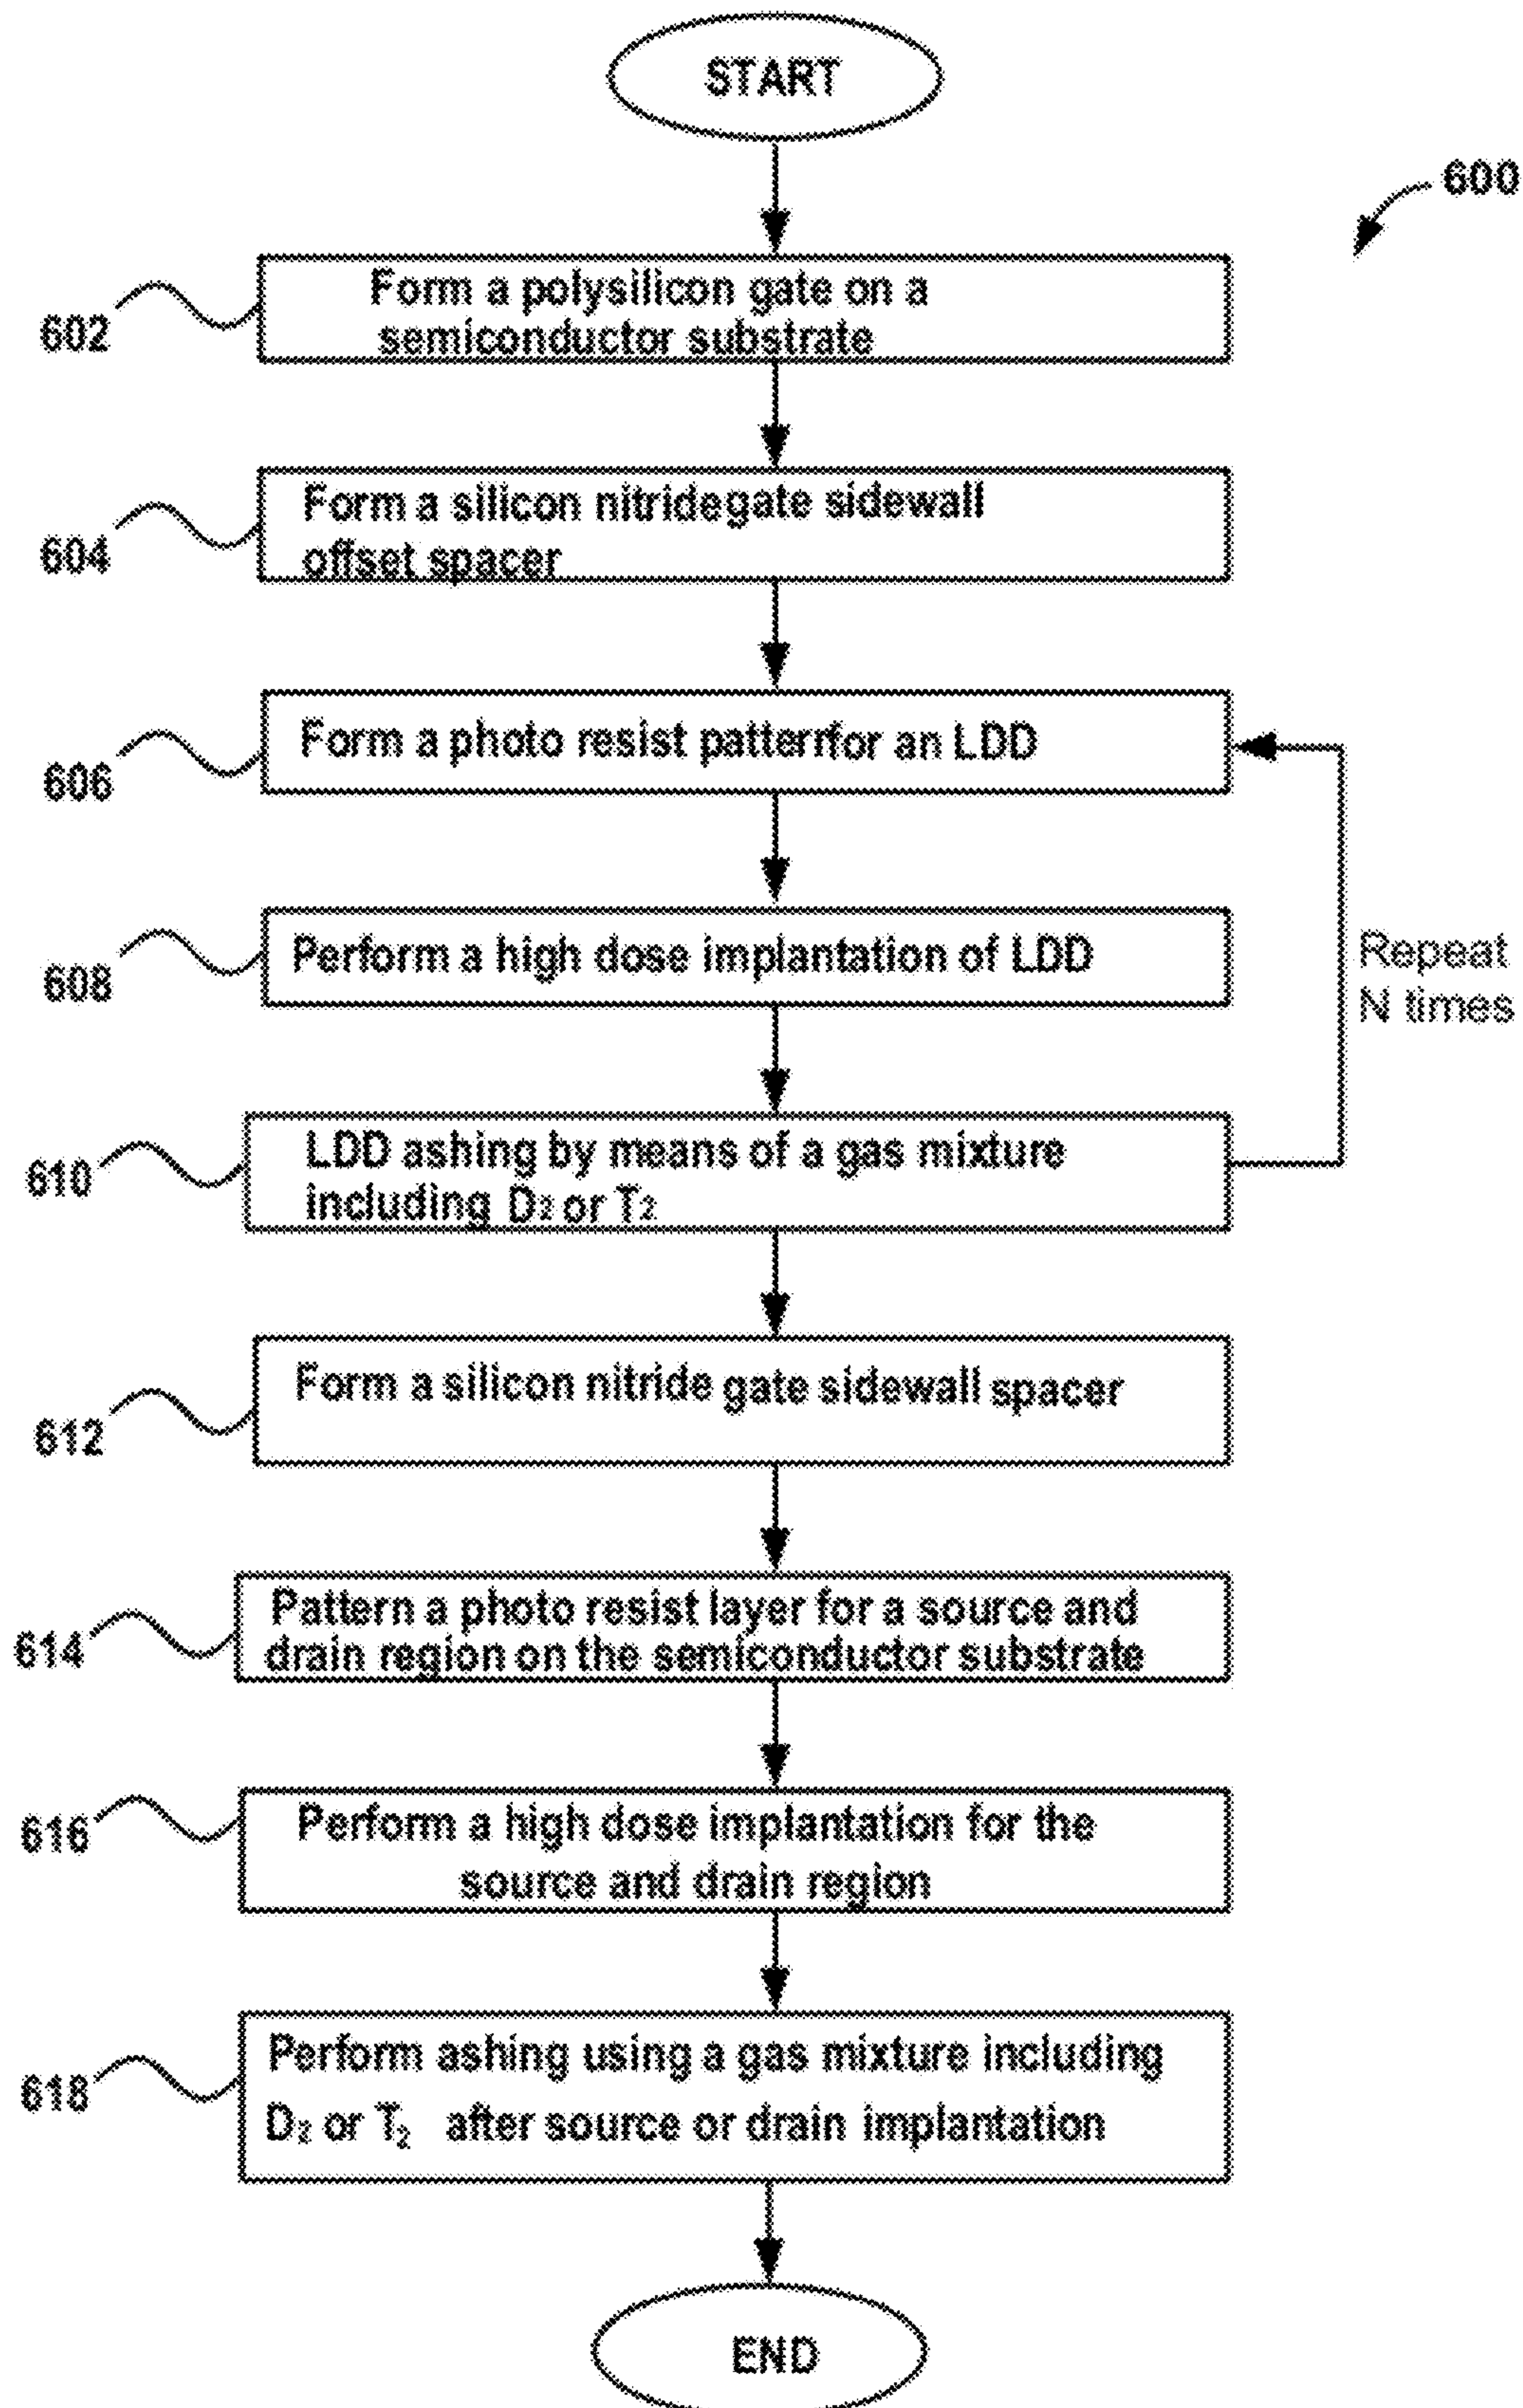 START
600
602
Form a polysilicon gate on a
semiconductor substrate
604
Form a silicon nitridegate sidewall
offset spacer
606
Form a photo resist patternfor an LDD
608
Perform a high dose implantation of LDD
Repeat
N times
610
LDD ashing by means of a gas mixture
including D₂ or T₂
612
Form a silicon nitride gate sidewall spacer
614
Pattern a photo resist layer for a source and
drain region on the semiconductor substrate
616
Perform a high dose implantation for the
source and drain region
618
Perform ashing using a gas mixture including
D₂ or T₂ after source or drain implantation
END